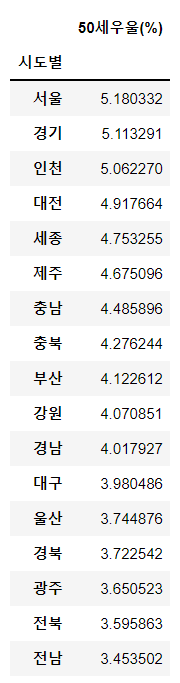 50세우울(%)
시도별
서울 5.180332
경기 5.113291
인천 5.062270
대전 4.917664
세종 4.753255
제주 4.675096
충남 4.485896
충북 4.276244
부산 4.122612
강원 4.070851
경남 4.017927
대구 3.980486
울산 3.744876
경북 3.722542
광주 3.650523
전북 3.595863
전남 3.453502